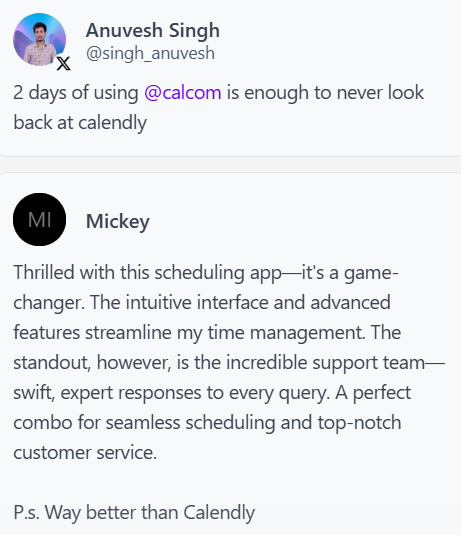 Anuvesh Singh
@singh_anuvesh
2 days of using @calcom is enough to never look
back at calendly
MI
Mickey
Thrilled with this scheduling app—it's a game-
changer. The intuitive interface and advanced
features streamline my time management. The
standout, however, is the incredible support team—
swift, expert responses to every query. A perfect
combo for seamless scheduling and top-notch
customer service.
P.s. Way better than Calendly